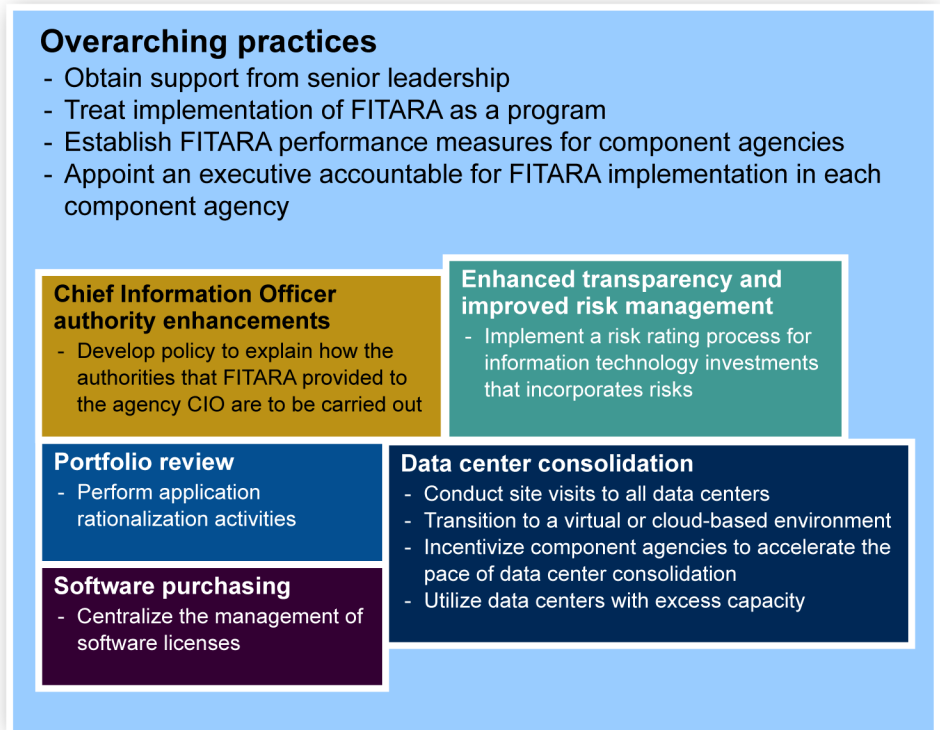 Overarching practices
- Obtain support from senior leadership
- Treat implementation of FITARA as a program
- Establish FITARA performance measures for component agencies
- Appoint an executive accountable for FITARA implementation in each
component agency
Chief Information Officer
authority enhancements
- Develop policy to explain how the
authorities that FITARA provided to
the agency CIO are to be carried out
Enhanced transparency and
improved risk management
- Implement a risk rating process for
information technology investments
that incorporates risks
Portfolio review
- Perform application
rationalization activities
Data center consolidation
- Conduct site visits to all data centers
- Transition to a virtual or cloud-based environment
- Incentivize component agencies to accelerate the
pace of data center consolidation
- Utilize data centers with excess capacity
Software purchasing
- Centralize the management of
software licenses